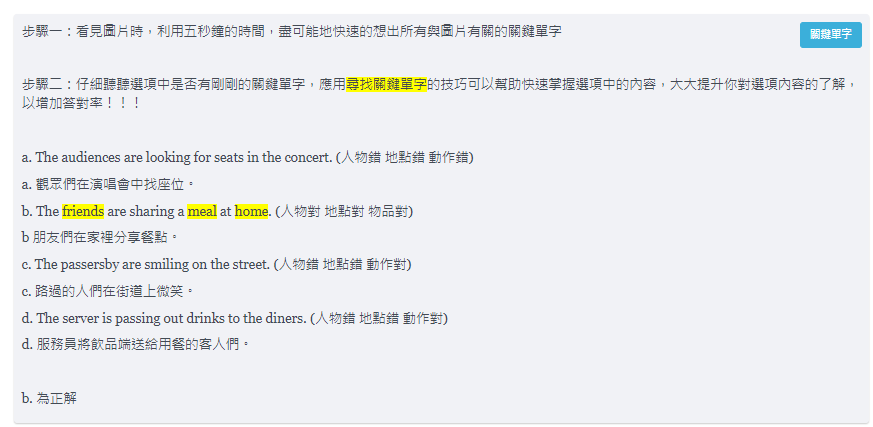 步驟一：看見圖片時，利用五秒鐘的時間，盡可能地快速的想出所有與圖片有關的關鍵單字
關鍵單字
步驟二：仔細聽聽選項中是否有剛剛的關鍵單字，應用尋找關鍵單字的技巧可以幫助快速掌握選項中的內容，大大提升你對選項內容的了解，
以增加答對率！！！
a. The audiences are looking for seats in the concert. (人物錯 地點錯 動作錯)
a. 觀眾們在演唱會中找座位。
b. The friends are sharing a meal at home. (人物對 地點對 物品對)
b 朋友們在家裡分享餐點。
c. The passersby are smiling on the street. (人物錯 地點錯 動作對)
c. 路過的人們在街道上微笑。
d. The server is passing out drinks to the diners. (人物錯 地點錯 動作對)
d. 服務員將飲品端送給用餐的客人們。
b. 為正解